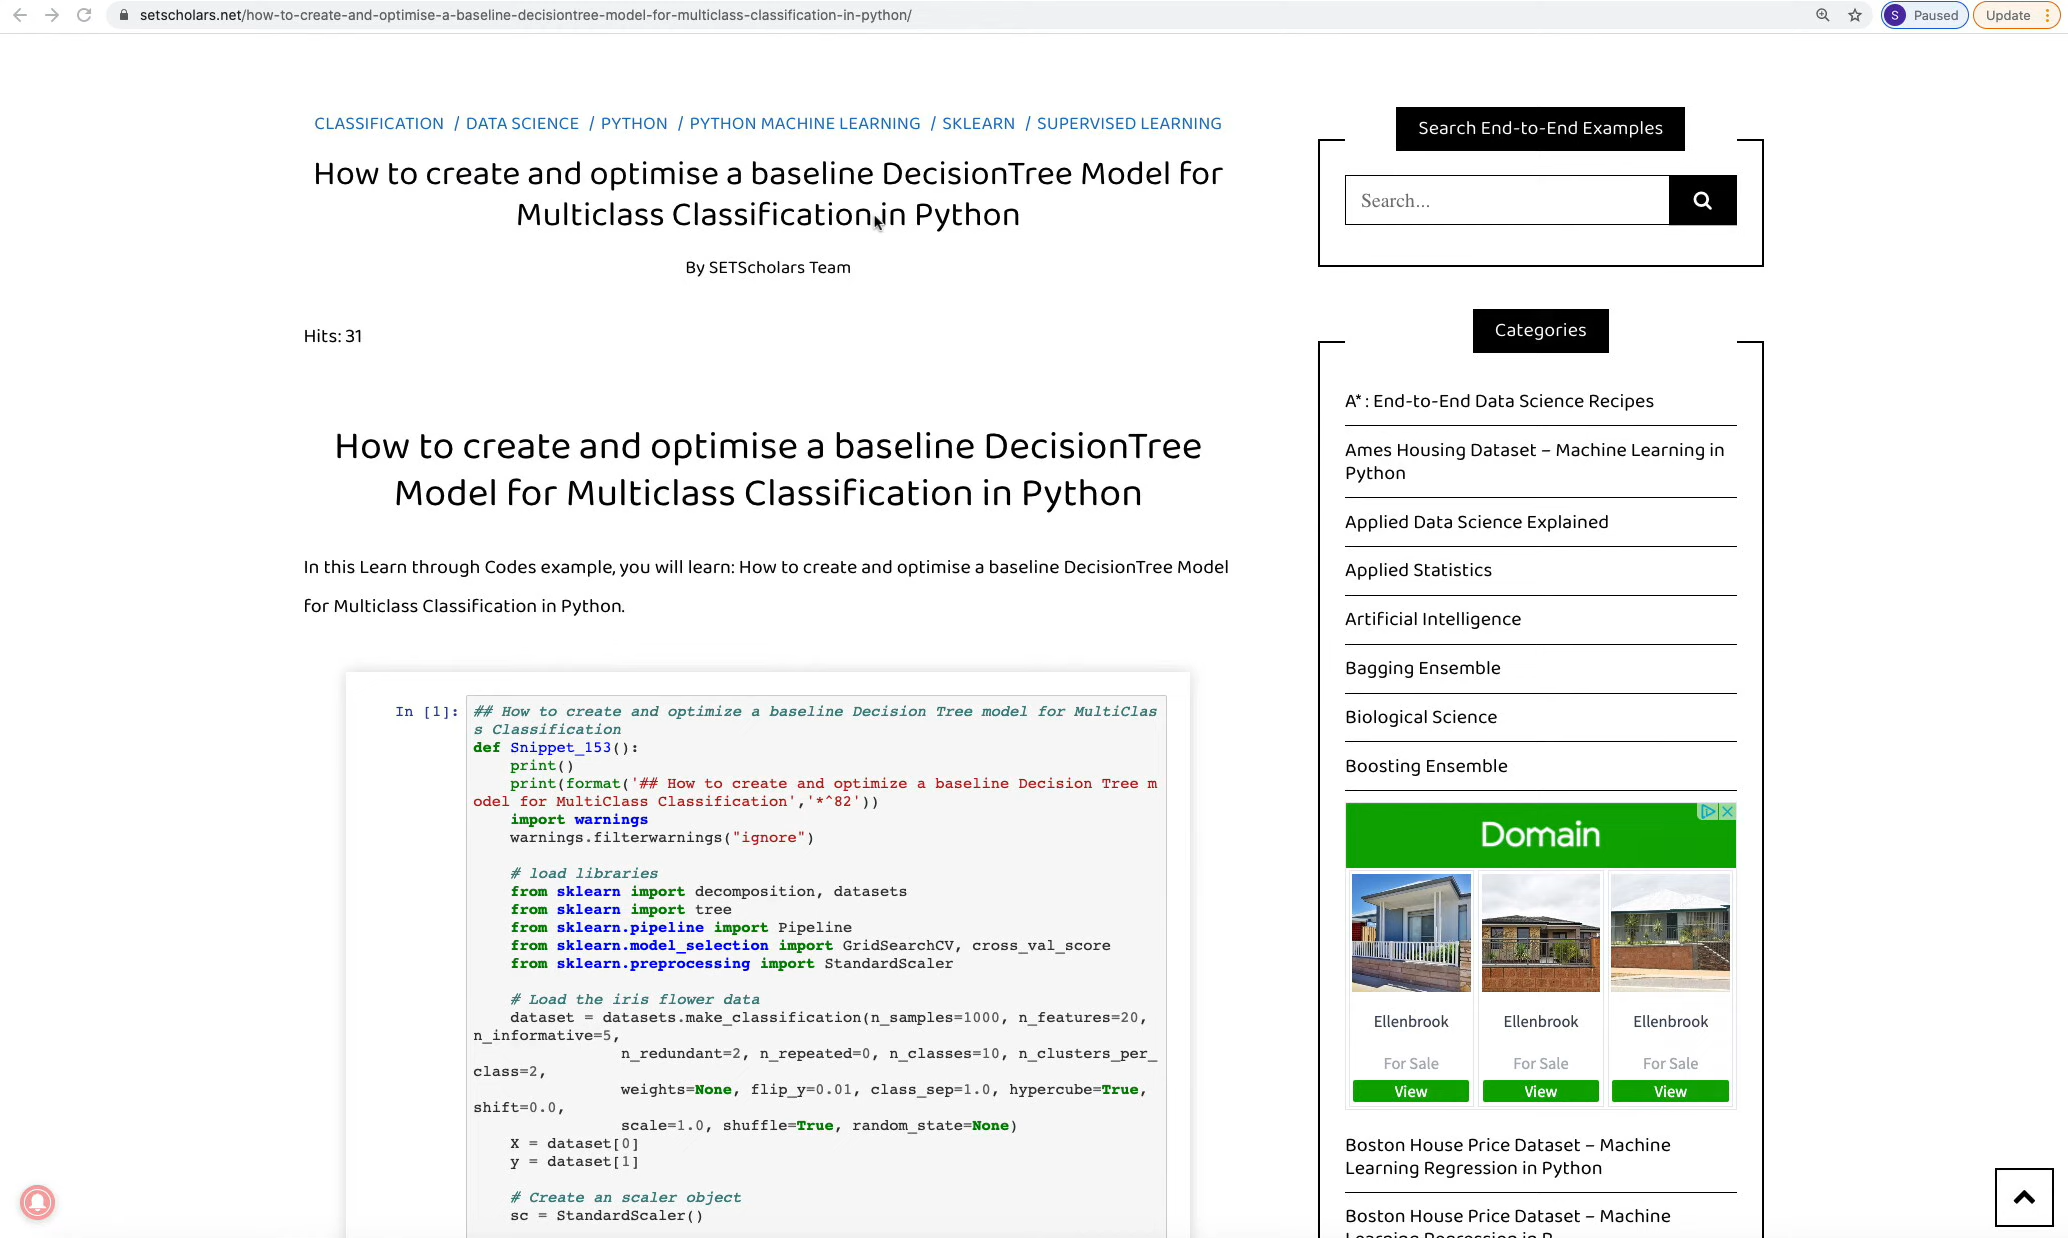 setscholars.net/how-to-create-and-optimise-a-baseline-decisiontree-model-for-multiclass-classification-in-python/
S Paused
Update
CLASSIFICATION / DATA SCIENCE / PYTHON / PYTHON MACHINE LEARNING / SKLEARN / SUPERVISED LEARNING
How to create and optimise a baseline DecisionTree Model for
Multiclass Classification in Python
By SETScholars Team
Hits: 31
How to create and optimise a baseline DecisionTree
Model for Multiclass Classification in Python
In this Learn through Codes example, you will learn: How to create and optimise a baseline DecisionTree Model
for Multiclass Classification in Python.
In [1]:
## How to create and optimize a baseline Decision Tree model for MultiClas
s Classification
def Snippet_153():
    print()
    print(format('## How to create and optimize a baseline Decision Tree m
odel for MultiClass Classification','*^82'))
    import warnings
    warnings.filterwarnings("ignore")
    # load libraries
    from sklearn import decomposition, datasets
    from sklearn import tree
    from sklearn.pipeline import Pipeline
    from sklearn.model_selection import GridSearchCV, cross_val_score
    from sklearn.preprocessing import StandardScaler
    # Load the iris flower data
    dataset = datasets.make_classification(n_samples=1000, n_features=20,
n_informative=5,
                n_redundant=2, n_repeated=0, n_classes=10, n_clusters_per_
class=2,
                weights=None, flip_y=0.01, class_sep=1.0, hypercube=True,
shift=0.0,
                scale=1.0, shuffle=True, random_state=None)
    X = dataset[0]
    y = dataset[1]
    # Create an scaler object
    sc = StandardScaler()
Search End-to-End Examples
Search...
Categories
A* : End-to-End Data Science Recipes
Ames Housing Dataset – Machine Learning in
Python
Applied Data Science Explained
Applied Statistics
Artificial Intelligence
Bagging Ensemble
Biological Science
Boosting Ensemble
Domain
Ellenbrook Ellenbrook Ellenbrook
For Sale For Sale For Sale
View View View
Boston House Price Dataset – Machine
Learning Regression in Python
Boston House Price Dataset – Machine
Learning Regression in R